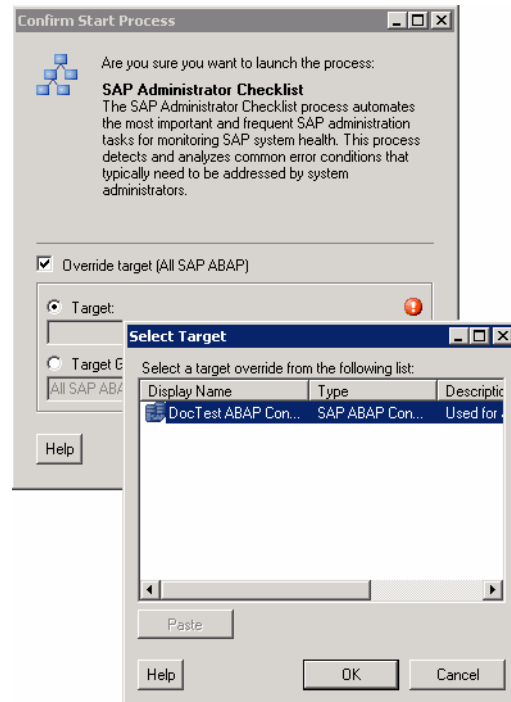 Confirm Start Process
Are you sure you want to launch the process:
SAP Administrator Checklist
The SAP Administrator Checklist process automates
the most important and frequent SAP administration
tasks for monitoring SAP system health. This process
detects and analyzes common error conditions that
typically need to be addressed by system
administrators.
Override target (All SAP ABAP)
Target:
Target G
All SAP ABA
Help
Select Target
Select a target override from the following list:
Display Name Type Descriptic
DocTest ABAP Con... SAP ABAP Con... Used for
Paste
Help OK Cancel